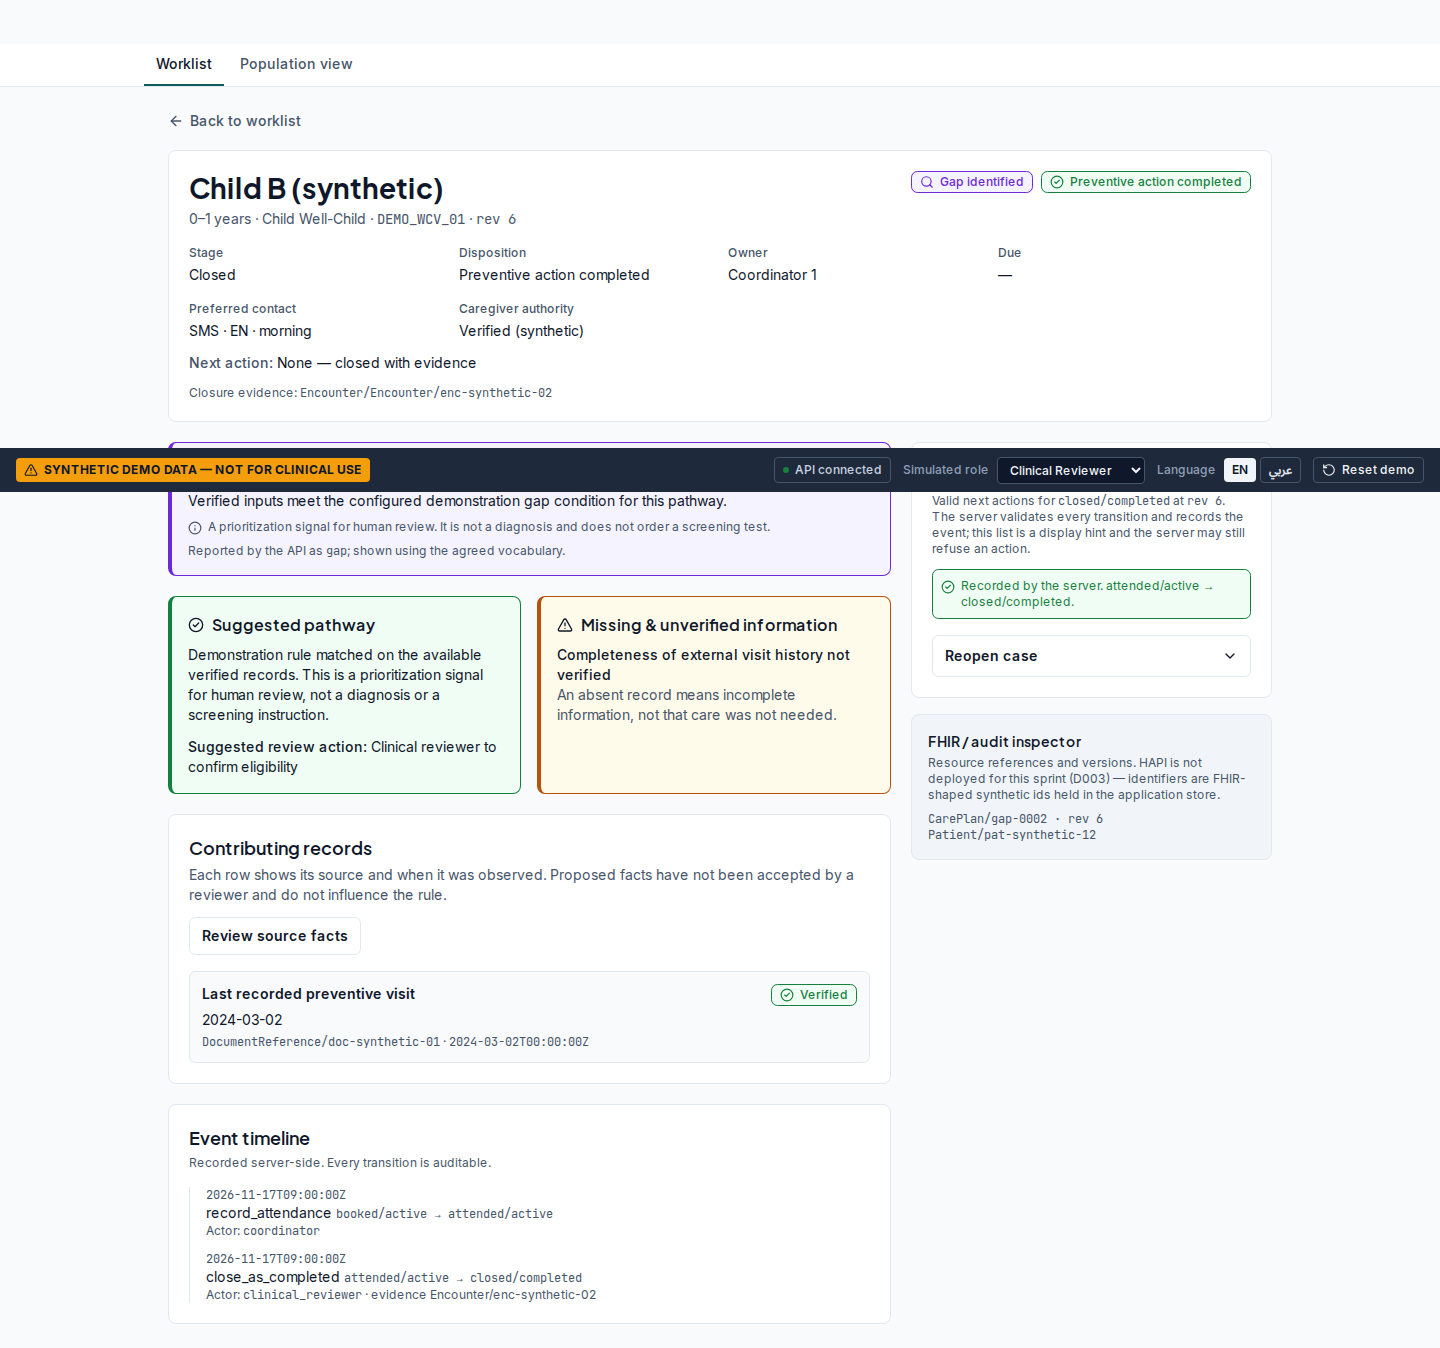 Worklist
Population view
Back to worklist
Child B (synthetic)
Gap identified
Preventive action completed
0–1 years · Child Well-Child · DEMO_WCV_01 · rev 6
Stage
Disposition
Owner
Due
Closed
Preventive action completed
Coordinator 1
—
Preferred contact
Caregiver authority
SMS · EN · morning
Verified (synthetic)
Next action: None — closed with evidence
Closure evidence: Encounter/Encounter/enc-synthetic-02
SYNTHETIC DEMO DATA — NOT FOR CLINICAL USE
API connected
Simulated role
Clinical Reviewer
Language
EN
عربي
Reset demo
Verified inputs meet the configured demonstration gap condition for this pathway.
A prioritization signal for human review. It is not a diagnosis and does not order a screening test.
Reported by the API as gap; shown using the agreed vocabulary.
Valid next actions for closed/completed at rev 6.
The server validates every transition and records the
event; this list is a display hint and the server may still
refuse an action.
Recorded by the server. attended/active →
closed/completed.
Reopen case
Suggested pathway
Demonstration rule matched on the available
verified records. This is a prioritization signal
for human review, not a diagnosis or a
screening instruction.
Suggested review action: Clinical reviewer to
confirm eligibility
Missing & unverified information
Completeness of external visit history not
verified
An absent record means incomplete
information, not that care was not needed.
FHIR / audit inspector
Resource references and versions. HAPI is not
deployed for this sprint (D003) — identifiers are FHIR-
shaped synthetic ids held in the application store.
CarePlan/gap-0002 · rev 6
Patient/pat-synthetic-12
Contributing records
Each row shows its source and when it was observed. Proposed facts have not been accepted by a
reviewer and do not influence the rule.
Review source facts
Last recorded preventive visit
Verified
2024-03-02
DocumentReference/doc-synthetic-01 · 2024-03-02T00:00:00Z
Event timeline
Recorded server-side. Every transition is auditable.
2026-11-17T09:00:00Z
record_attendance booked/active → attended/active
Actor: coordinator
2026-11-17T09:00:00Z
close_as_completed attended/active → closed/completed
Actor: clinical_reviewer · evidence Encounter/enc-synthetic-02